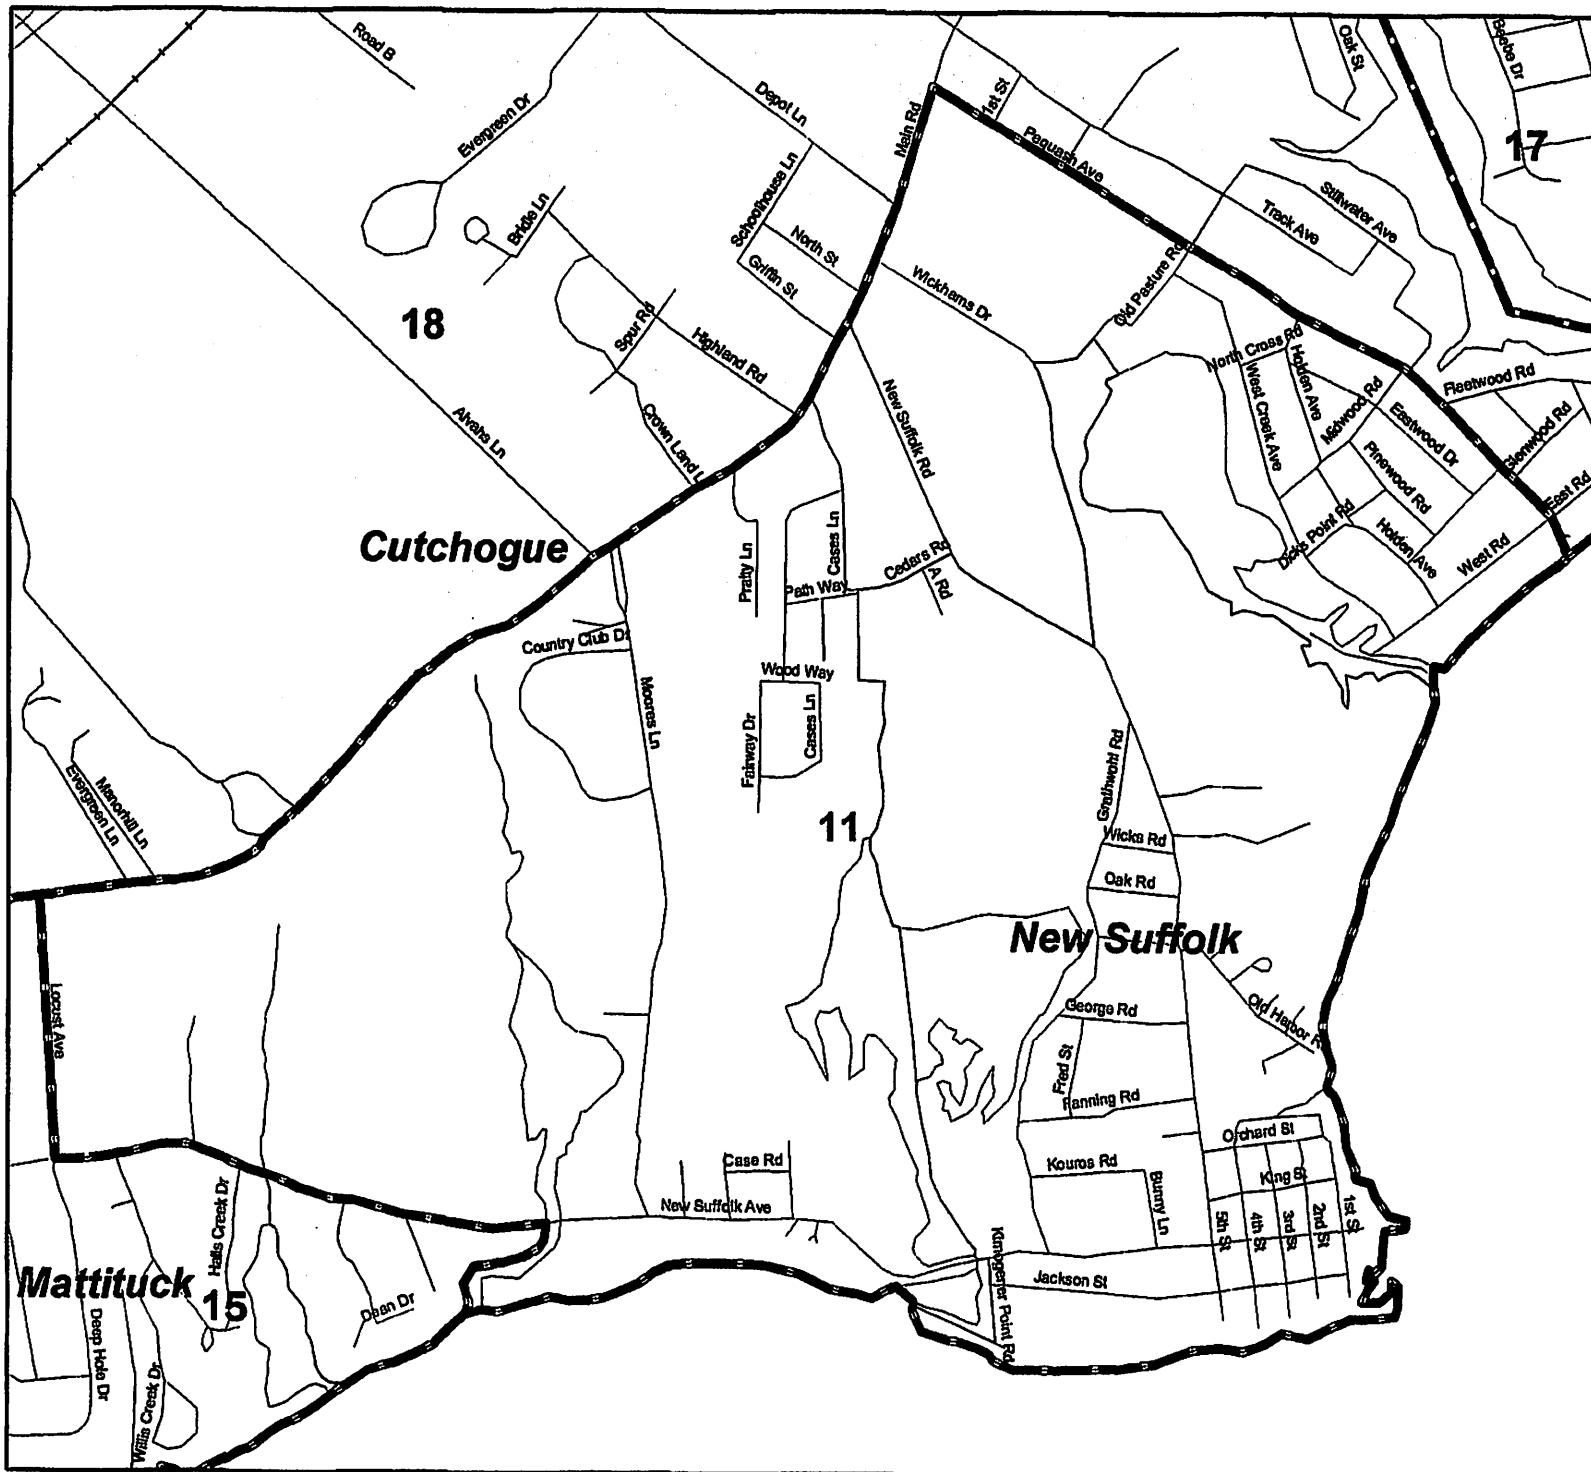 Road B
Evergreen Dr
Depot Ln
Main Rd
1st St
Pequash Ave
Oak St
Beebe Dr
17
Bridle Ln
Schoolhouse Ln
North St
Griffin St
Wickhams Dr
Old Pasture Rd
Track Ave
Stillwater Ave
18
Spur Rd
Highland Rd
New Suffolk Rd
North Cross Rd
Holden Ave
West Creek Ave
Midwood Rd
Fleetwood Rd
Eastwood Dr
Glenwood Rd
Pinewood Rd
East Rd
Alvahs Ln
Crown Land L
Dicks Point Rd
Holden Ave
West Rd
Cutchogue
Pratty Ln
Cases Ln
Cedars Rd
A Rd
Path Way
Country Club Dr
Moores Ln
Wood Way
Cases Ln
Fairway Dr
Grathwohl Rd
Manorhill Ln
Evergreen Ln
11
Wicks Rd
Oak Rd
New Suffolk
Locust Ave
George Rd
Old Harbor R
Fred St
Fanning Rd
Orchard St
Case Rd
Kouros Rd
King St
Bunny Ln
New Suffolk Ave
5th St
4th St
3rd St
2nd St
1st St
Halls Creek Dr
Mattituck
15
Kimogener Point Rd
Jackson St
Dean Dr
Deep Hole Dr
Willis Creek Dr